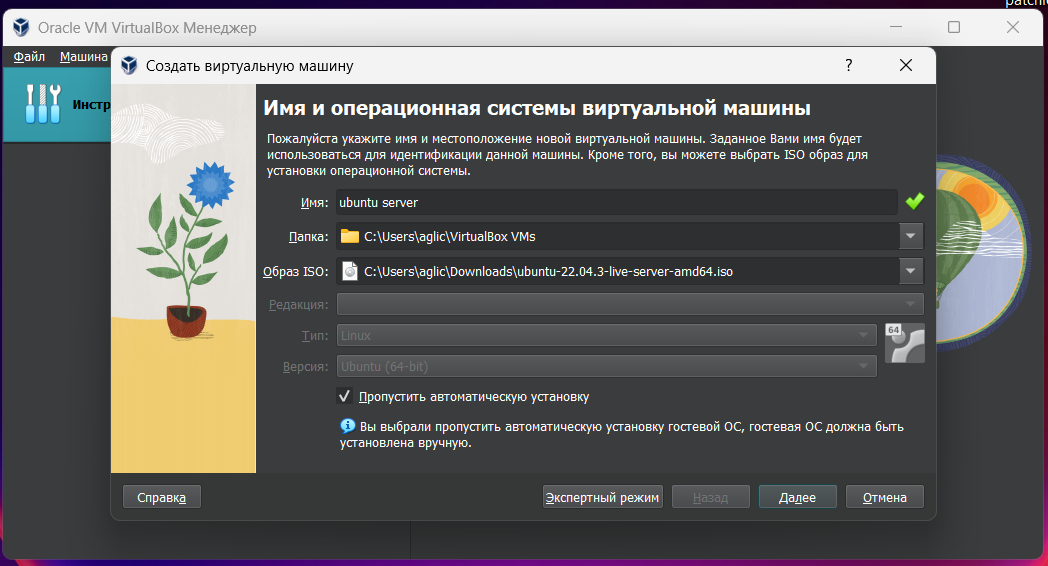 patchl
Oracle VM VirtualBox Менеджер
Файл Машина
Создать виртуальную машину ?
Инстр
Имя и операционная системы виртуальной машины
Пожалуйста укажите имя и местоположение новой виртуальной машины. Заданное Вами имя будет
использоваться для идентификации данной машины. Кроме того, вы можете выбрать ISO образ для
установки операционной системы.
Имя: ubuntu server
Папка: C:\Users\aglic\VirtualBox VMs
Образ ISO: C:\Users\aglic\Downloads\ubuntu-22.04.3-live-server-amd64.iso
Редакция:
Тип: Linux
64
Версия: Ubuntu (64-bit)
Пропустить автоматическую установку
Вы выбрали пропустить автоматическую установку гостевой ОС, гостевая ОС должна быть
установлена вручную.
Справка Экспертный режим Назад Далее Отмена